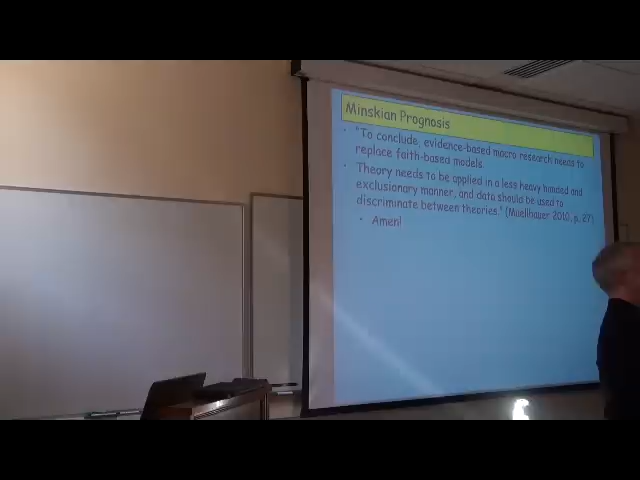 Minskian Prognosis
• "To conclude, evidence-based macro research needs to
replace faith-based models.
• Theory needs to be applied in a less heavy handed and
exclusionary manner, and data should be used to
discriminate between theories." (Muellbauer 2010, p. 27)
• Amen!